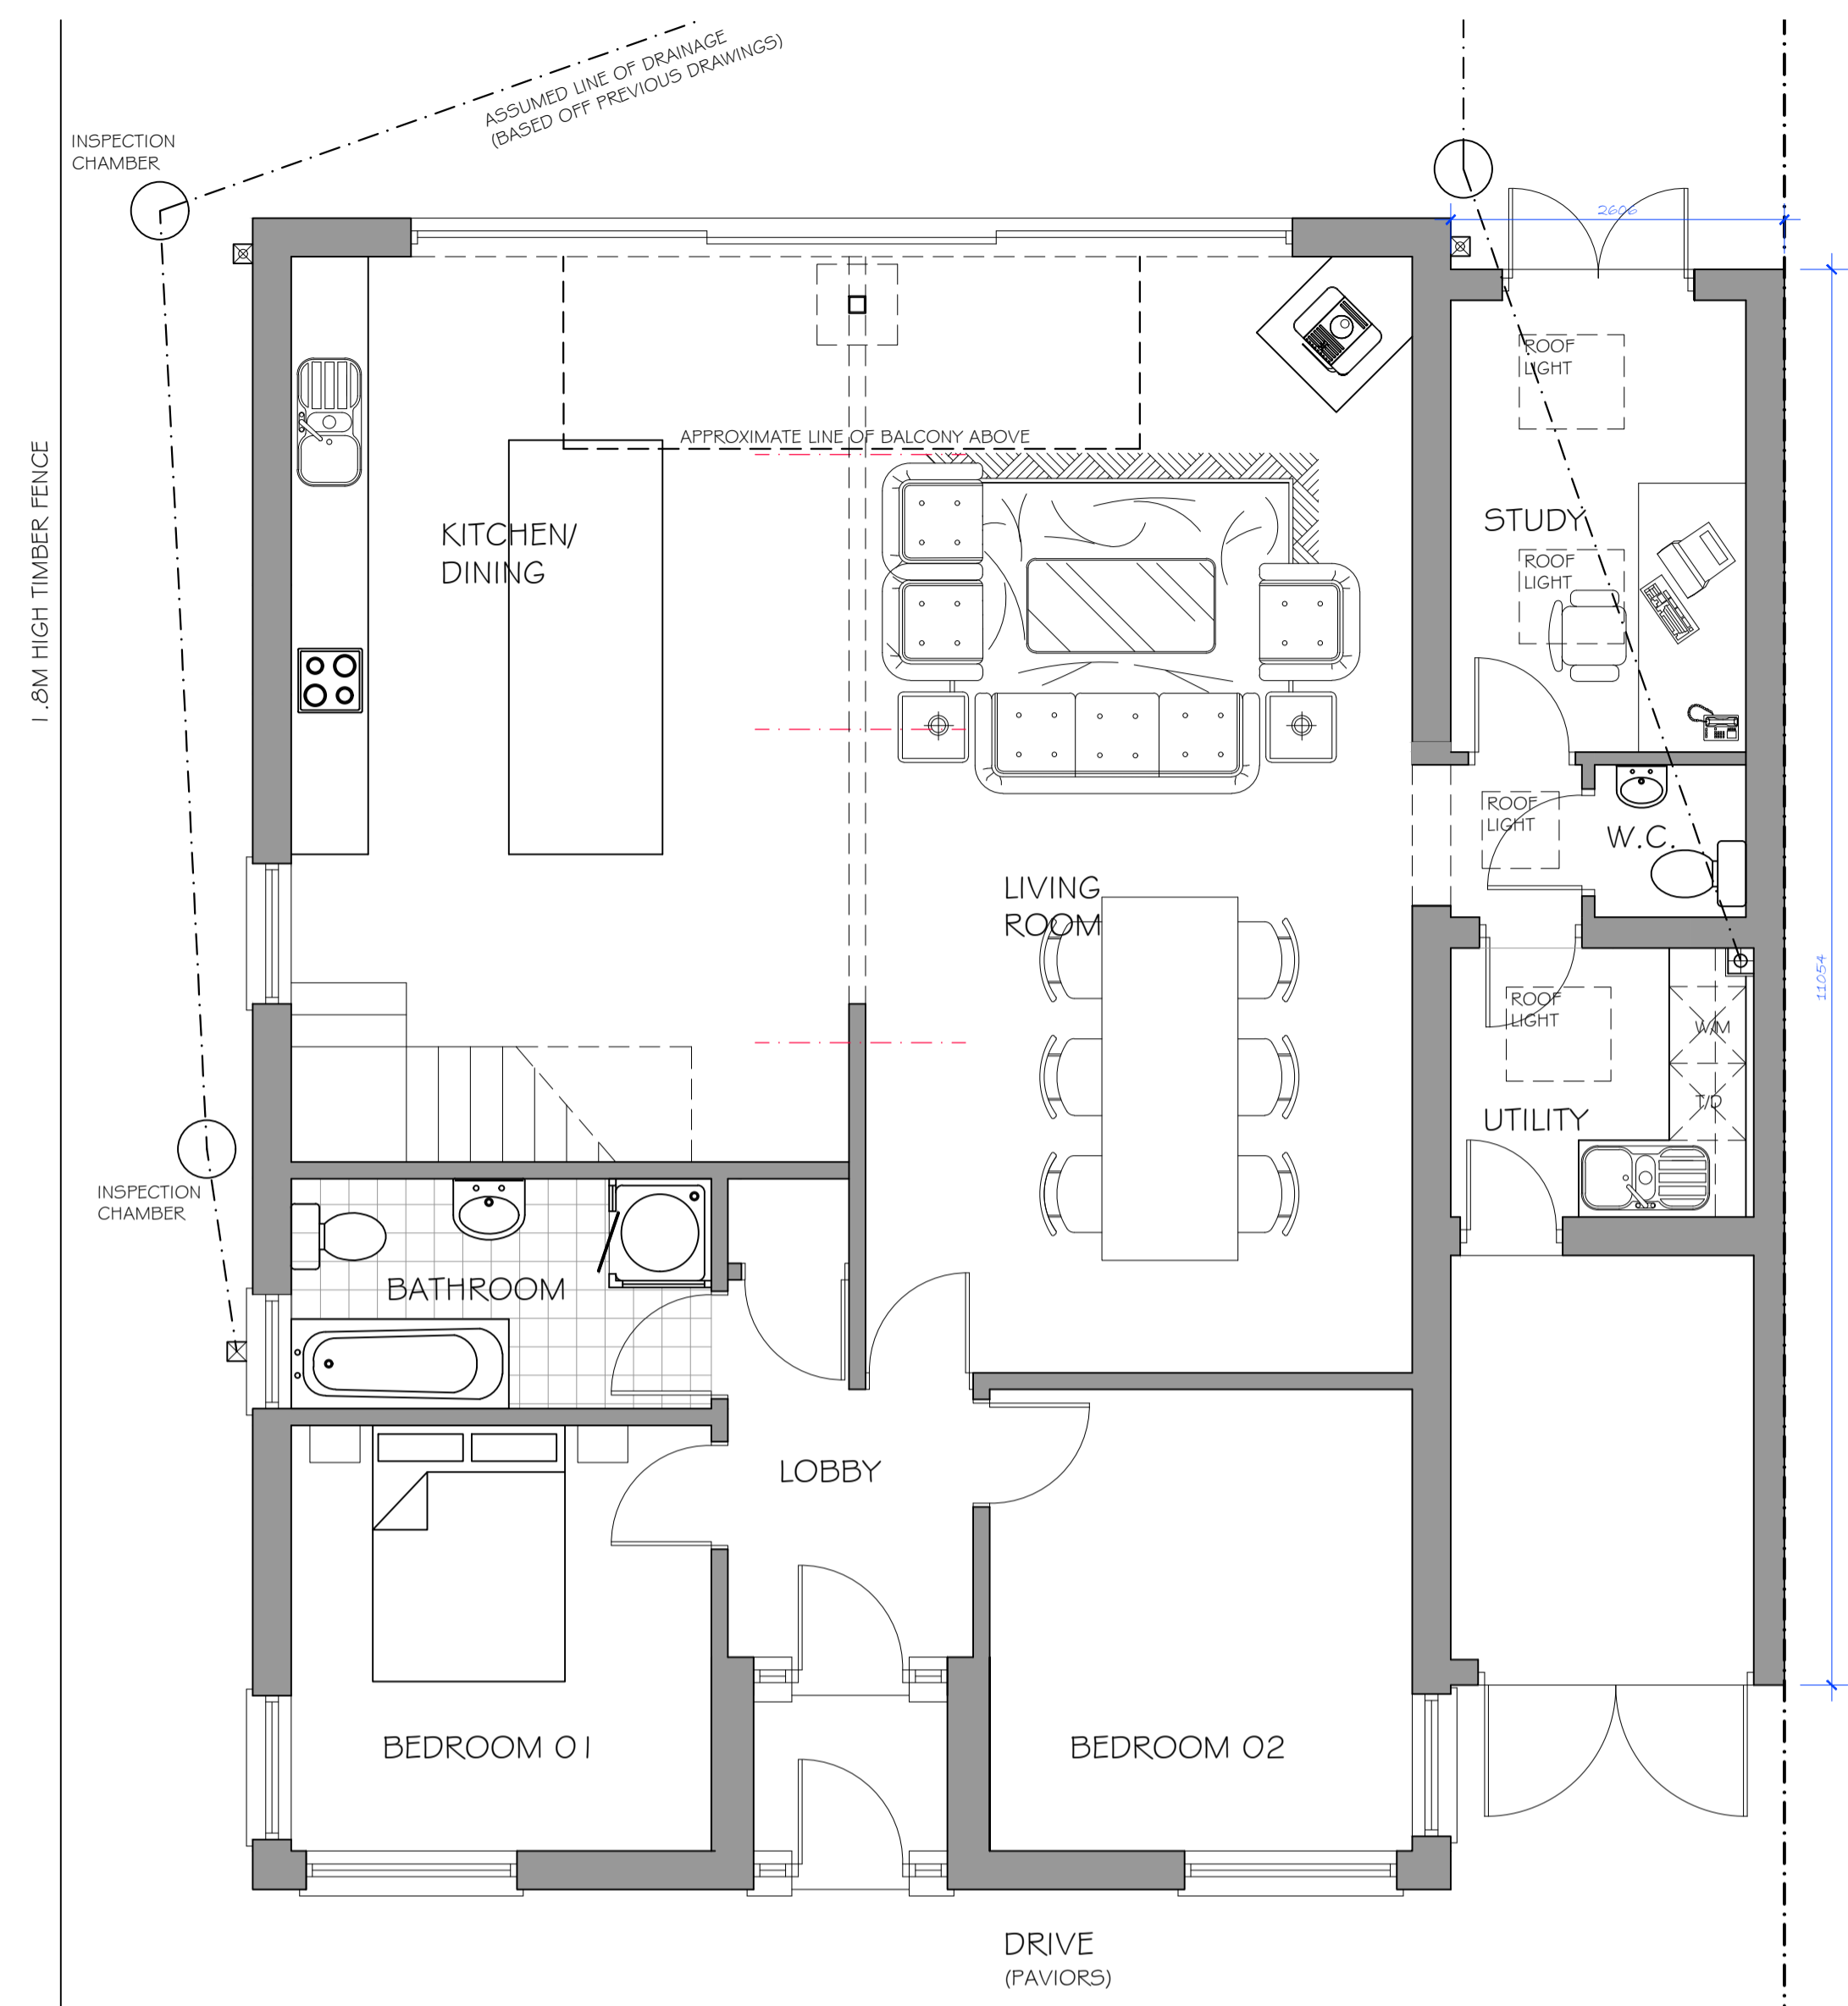 ASSUMED LINE OF DRAINAGE
(BASED OFF PREVIOUS DRAWINGS)
INSPECTION
CHAMBER
2606
ROOF
LIGHT
1.8M HIGH TIMBER FENCE
APPROXIMATE LINE OF BALCONY ABOVE
KITCHEN/
DINING
STUDY
ROOF
LIGHT
ROOF
LIGHT
W.C.
LIVING
ROOM
11054
ROOF
LIGHT
W/M
T/D
UTILITY
INSPECTION
CHAMBER
BATHROOM
LOBBY
BEDROOM 01
BEDROOM 02
DRIVE
(PAVIORS)